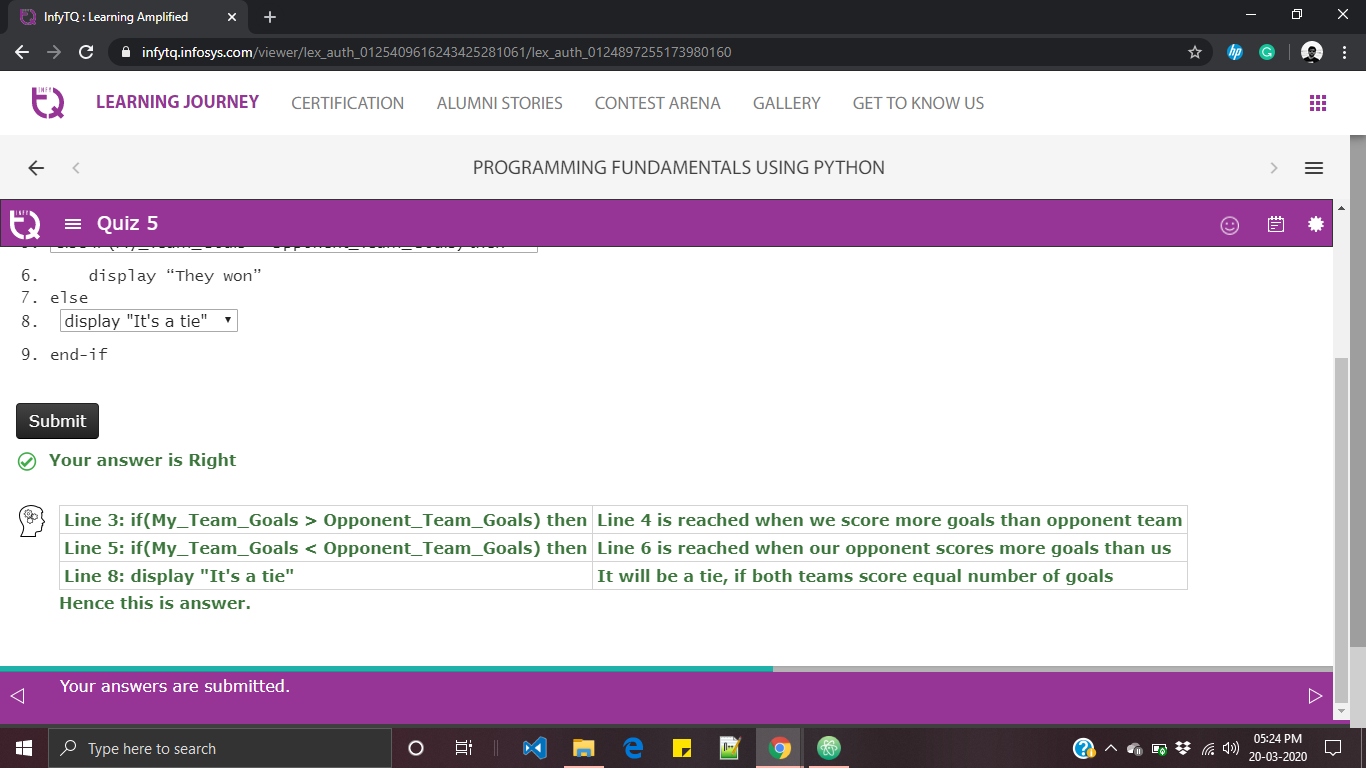 InfyTQ : Learning Amplified
infytq.infosys.com/viewer/lex_auth_0125409616243425281061/lex_auth_0124897255173980160
hp
INFY TQ
LEARNING JOURNEY CERTIFICATION ALUMNI STORIES CONTEST ARENA GALLERY GET TO KNOW US
PROGRAMMING FUNDAMENTALS USING PYTHON
INFY TQ
Quiz 5
6. display “They won”
7. else
8. display "It's a tie"
9. end-if
Submit
Your answer is Right
Line 3: if(My_Team_Goals > Opponent_Team_Goals) then Line 4 is reached when we score more goals than opponent team
Line 5: if(My_Team_Goals < Opponent_Team_Goals) then Line 6 is reached when our opponent scores more goals than us
Line 8: display "It's a tie" It will be a tie, if both teams score equal number of goals
Hence this is answer.
Your answers are submitted.
Type here to search
05:24 PM
20-03-2020